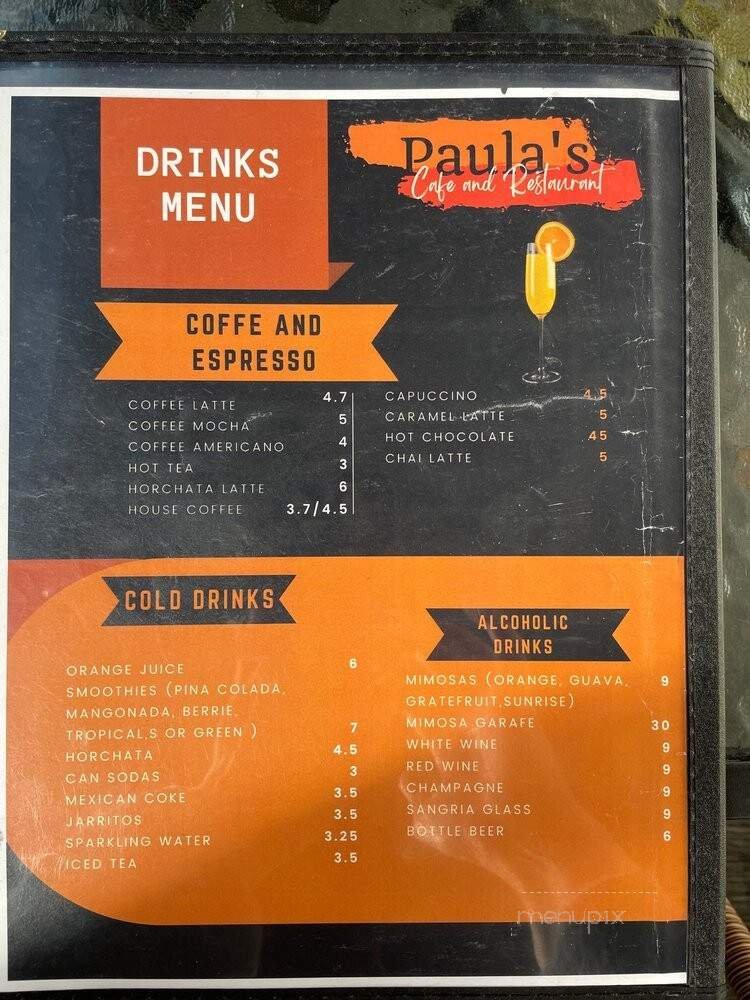 DRINKS
MENU
Paula's
Cafe and Restaurant
COFFE AND
ESPRESSO
COFFEE LATTE 4.7
COFFEE MOCHA 5
COFFEE AMERICANO 4
HOT TEA 3
HORCHATA LATTE 6
HOUSE COFFEE 3.7/4.5
CAPUCCINO 4.5
CARAMEL LATTE 5
HOT CHOCOLATE 45
CHAI LATTE 5
COLD DRINKS
ORANGE JUICE 6
SMOOTHIES (PINA COLADA,
MANGONADA, BERRIE,
TROPICAL,S OR GREEN ) 7
HORCHATA 4.5
CAN SODAS 3
MEXICAN COKE 3.5
JARRITOS 3.5
SPARKLING WATER 3.25
ICED TEA 3.5
ALCOHOLIC
DRINKS
MIMOSAS (ORANGE, GUAVA, 9
GRATEFRUIT,SUNRISE)
MIMOSA GARAFE 30
WHITE WINE 9
RED WINE 9
CHAMPAGNE 9
SANGRIA GLASS 9
BOTTLE BEER 6
menupix